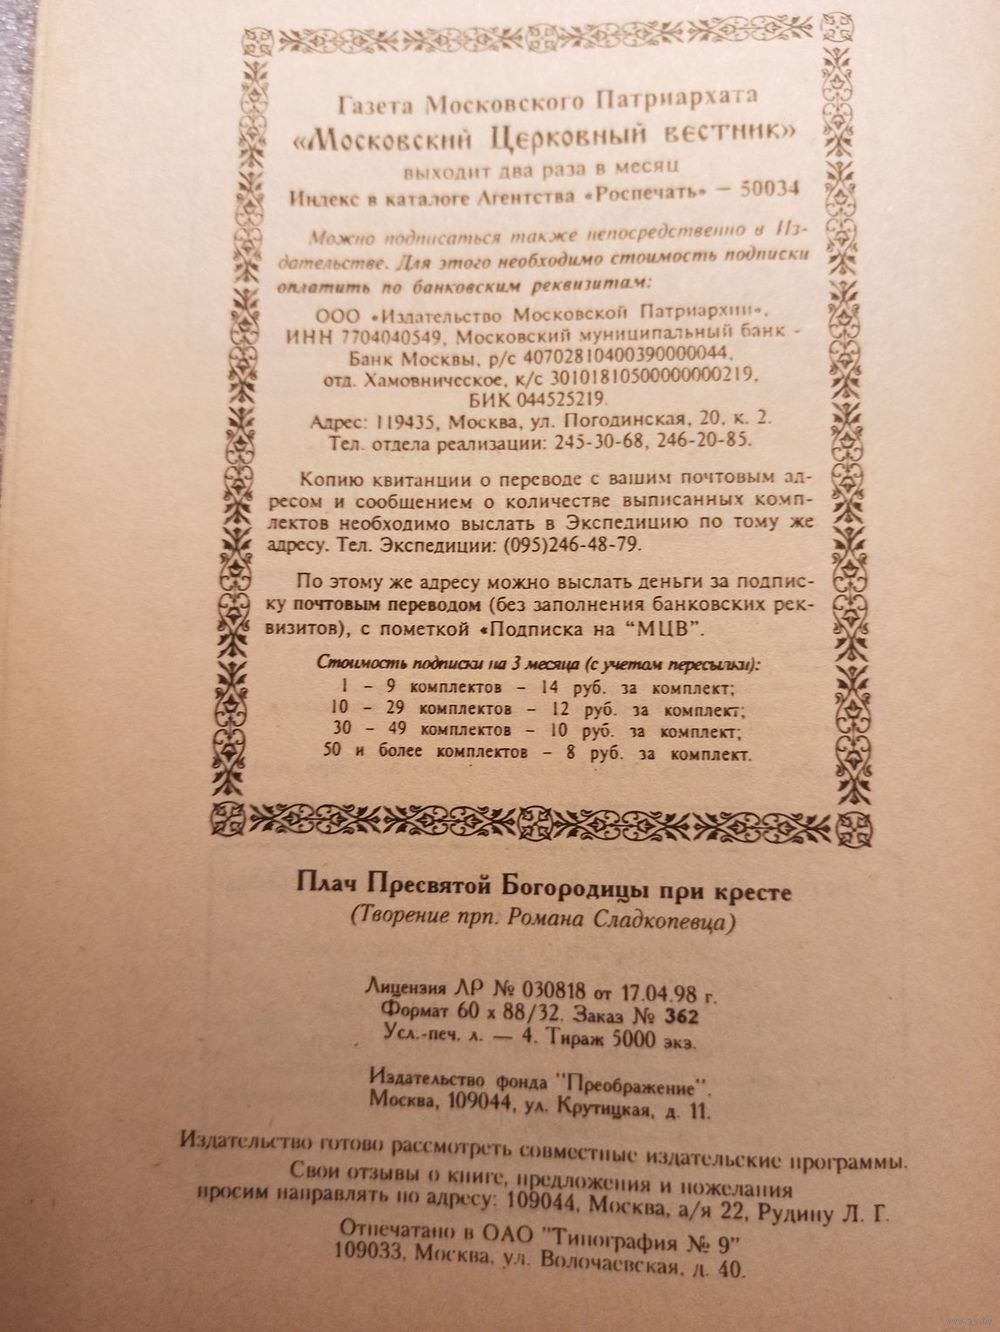 Газета Московского Патриархата
«Московский Церковный вестник»
выходит два раза в месяц
Индекс в каталоге Агентства «Роспечать» – 50034
Можно подписаться также непосредственно в Из-
дательстве. Для этого необходимо стоимость подписки
оплатить по банковским реквизитам:
ООО «Издательство Московской Патриархии»,
ИНН 7704040549, Московский муниципальный банк -
Банк Москвы, р/с 40702810400390000044,
отд. Хамовническое, к/с 30101810500000000219,
БИК 044525219.
Адрес: 119435, Москва, ул. Погодинская, 20, к. 2.
Тел. отдела реализации: 245-30-68, 246-20-85.
Копию квитанции о переводе с вашим почтовым ад-
ресом и сообщением о количестве выписанных комп-
лектов необходимо выслать в Экспедицию по тому же
адресу. Тел. Экспедиции: (095)246-48-79.
По этому же адресу можно выслать деньги за подпис-
ку почтовым переводом (без заполнения банковских рек-
визитов), с пометкой «Подписка на “МЦВ”.
Стоимость подписки на 3 месяца (с учетом пересылки):
1 – 9 комплектов – 14 руб. за комплект;
10 – 29 комплектов – 12 руб. за комплект;
30 – 49 комплектов – 10 руб. за комплект;
50 и более комплектов – 8 руб. за комплект.
Плач Пресвятой Богородицы при кресте
(Творение прп. Романа Сладкопевца)
Лицензия ЛР № 030818 от 17.04.98 г.
Формат 60 х 88/32. Заказ № 362
Усл.-печ. л. — 4. Тираж 5000 экз.
Издательство фонда "Преображение".
Москва, 109044, ул. Крутицкая, д. 11.
Издательство готово рассмотреть совместные издательские программы.
Свои отзывы о книге, предложения и пожелания
просим направлять по адресу: 109044, Москва, а/я 22, Рудину Л. Г.
Отпечатано в ОАО "Типография № 9"
109033, Москва, ул. Волочаевская, д. 40.